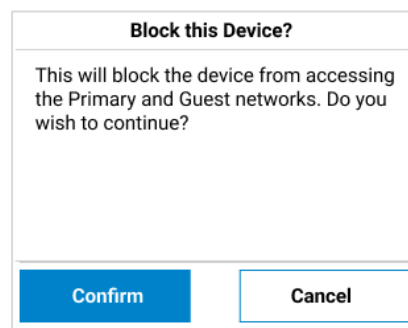 Block this Device?
This will block the device from accessing
the Primary and Guest networks. Do you
wish to continue?
Confirm
Cancel